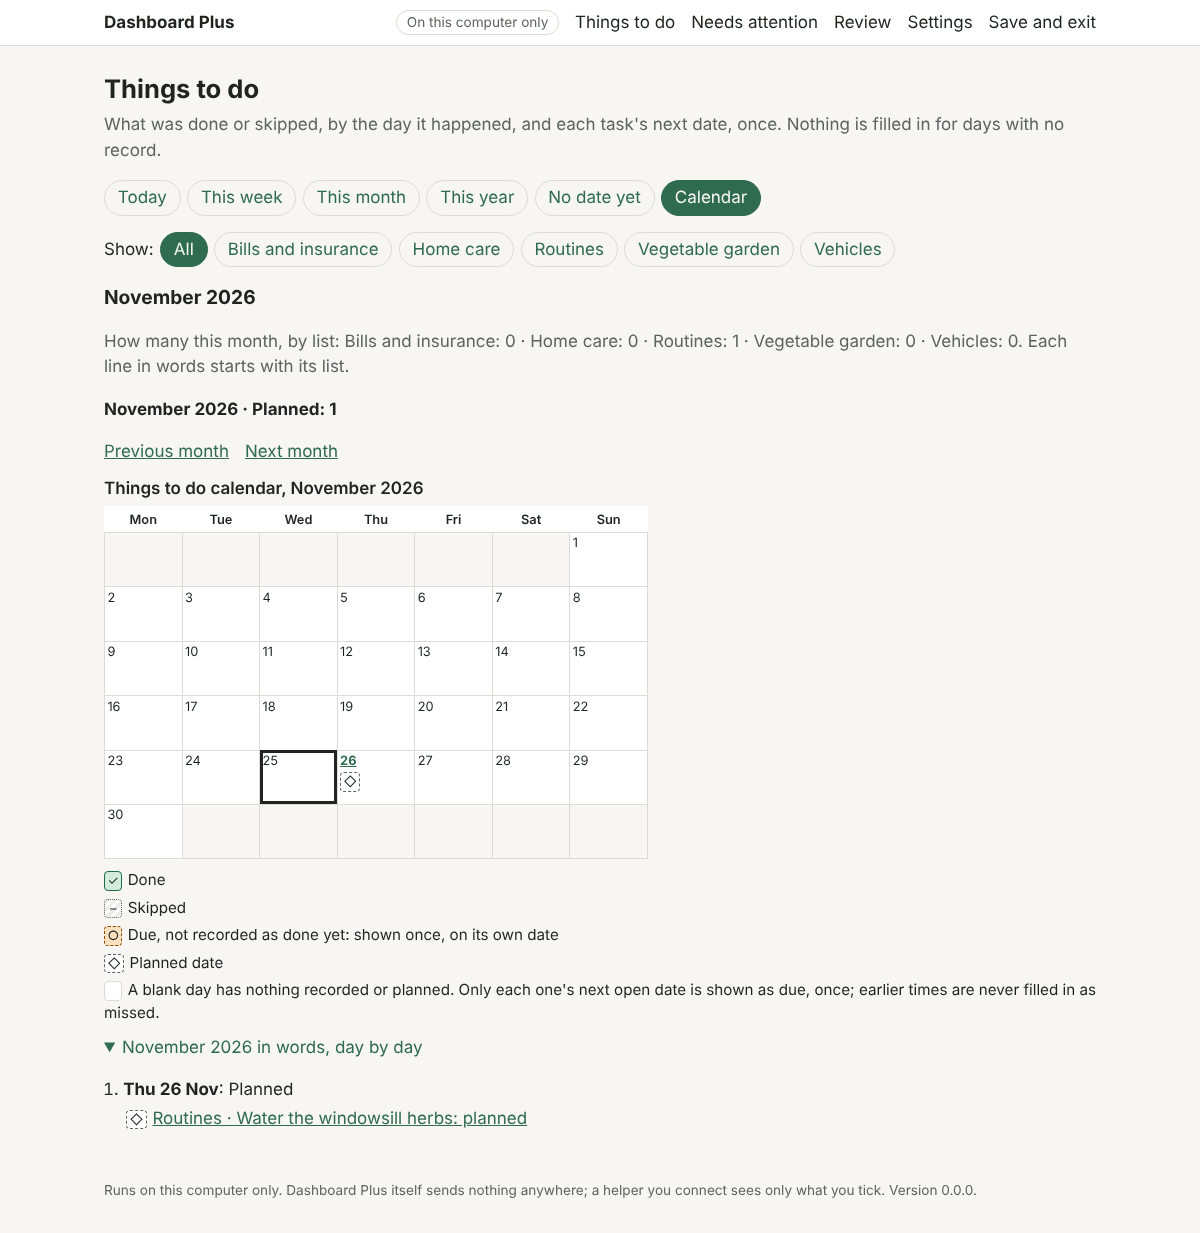 Dashboard Plus
On this computer only
Things to do
Needs attention
Review
Settings
Save and exit
Things to do
What was done or skipped, by the day it happened, and each task's next date, once. Nothing is filled in for days with no
record.
Today
This week
This month
This year
No date yet
Calendar
Show:
All
Bills and insurance
Home care
Routines
Vegetable garden
Vehicles
November 2026
How many this month, by list: Bills and insurance: 0 · Home care: 0 · Routines: 1 · Vegetable garden: 0 · Vehicles: 0. Each
line in words starts with its list.
November 2026 · Planned: 1
Previous month Next month
Things to do calendar, November 2026
Mon Tue Wed Thu Fri Sat Sun
1
2 3 4 5 6 7 8
9 10 11 12 13 14 15
16 17 18 19 20 21 22
23 24 25 26 27 28 29
30
Done
Skipped
Due, not recorded as done yet: shown once, on its own date
Planned date
A blank day has nothing recorded or planned. Only each one's next open date is shown as due, once; earlier times are never filled in as
missed.
November 2026 in words, day by day
1. Thu 26 Nov: Planned
Routines · Water the windowsill herbs: planned
Runs on this computer only. Dashboard Plus itself sends nothing anywhere; a helper you connect sees only what you tick. Version 0.0.0.